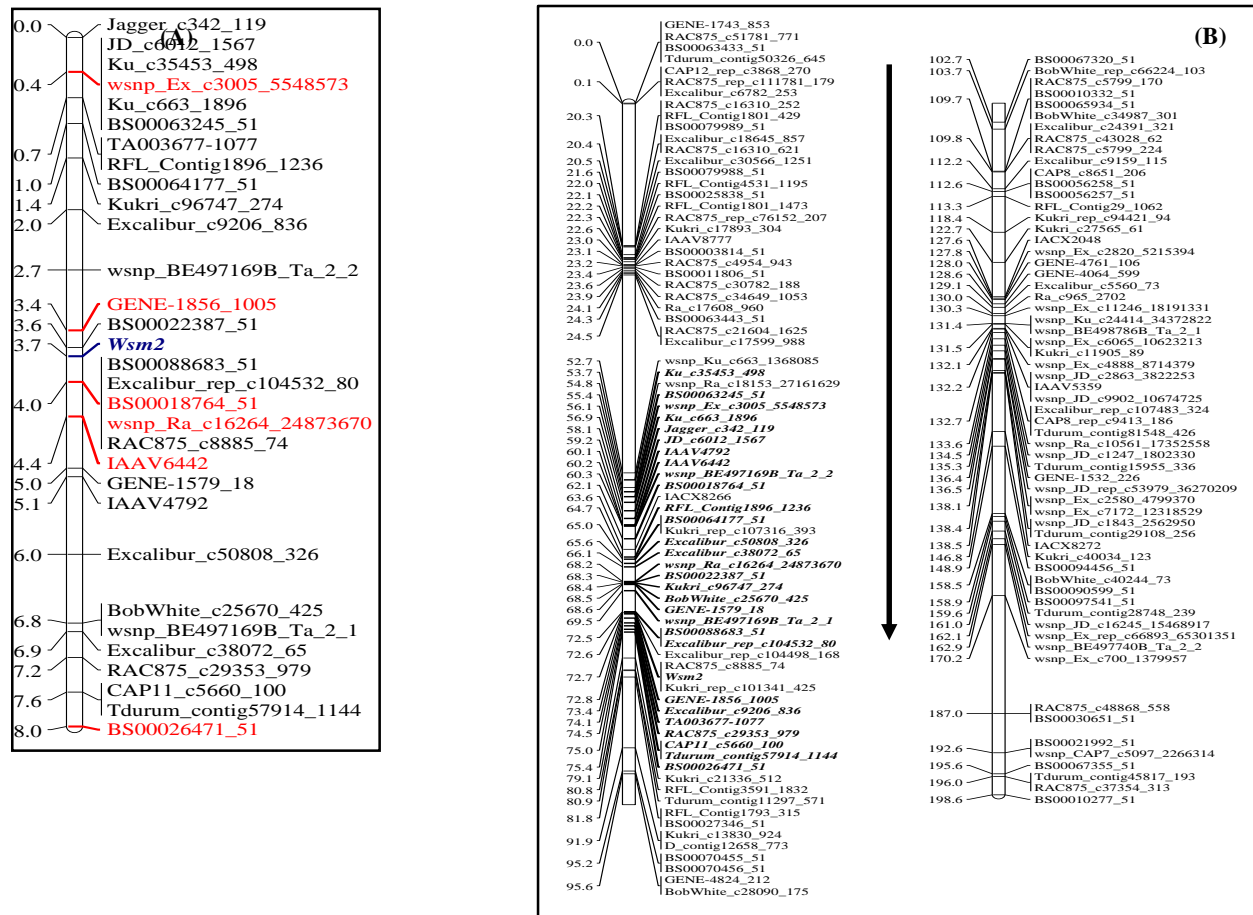 (A)
0.0
0.4
0.7
1.0
1.4
2.0
2.7
3.4
3.6
3.7
4.0
4.4
5.0
5.1
6.0
6.8
6.9
7.2
7.6
8.0
Jagger_c342_119
JD_c6012_1567
Ku_c35453_498
wsnp_Ex_c3005_5548573
Ku_c663_1896
BS00063245_51
TA003677-1077
RFL_Contig1896_1236
BS00064177_51
Kukri_c96747_274
Excalibur_c9206_836
wsnp_BE497169B_Ta_2_2
GENE-1856_1005
BS00022387_51
Wsm2
BS00088683_51
Excalibur_rep_c104532_80
BS00018764_51
wsnp_Ra_c16264_24873670
RAC875_c8885_74
IAAV6442
GENE-1579_18
IAAV4792
Excalibur_c50808_326
BobWhite_c25670_425
wsnp_BE497169B_Ta_2_1
Excalibur_c38072_65
RAC875_c29353_979
CAP11_c5660_100
Tdurum_contig57914_1144
BS00026471_51
(B)
0.0
0.1
20.3
20.4
20.5
21.6
22.0
22.1
22.2
22.3
22.6
23.0
23.1
23.2
23.4
23.6
23.9
24.1
24.3
24.5
52.7
53.7
54.8
55.4
56.1
56.9
58.1
59.2
60.1
60.2
60.3
62.1
63.6
64.7
65.0
65.6
66.1
68.2
68.3
68.4
68.5
68.6
69.5
72.5
72.6
72.7
72.8
73.4
74.1
74.5
75.0
75.4
79.1
80.8
80.9
81.8
91.9
95.2
95.6
GENE-1743_853
RAC875_c51781_771
BS00063433_51
Tdurum_contig50326_645
CAP12_rep_c3868_270
RAC875_rep_c111781_179
Excalibur_c6782_253
RAC875_c16310_252
RFL_Contig1801_429
BS00079989_51
Excalibur_c18645_857
RAC875_c16310_621
Excalibur_c30566_1251
BS00079988_51
RFL_Contig4531_1195
BS00025838_51
RFL_Contig1801_1473
RAC875_rep_c76152_207
Kukri_c17893_304
IAAV8777
BS00003814_51
RAC875_c4954_943
BS00011806_51
RAC875_c30782_188
RAC875_c34649_1053
Ra_c17608_960
BS00063443_51
RAC875_c21604_1625
Excalibur_c17599_988
wsnp_Ku_c663_1368085
Ku_c35453_498
wsnp_Ra_c18153_27161629
BS00063245_51
wsnp_Ex_c3005_5548573
Ku_c663_1896
Jagger_c342_119
JD_c6012_1567
IAAV4792
IAAV6442
wsnp_BE497169B_Ta_2_2
BS00018764_51
IACX8266
RFL_Contig1896_1236
BS00064177_51
Kukri_rep_c107316_393
Excalibur_c50808_326
Excalibur_c38072_65
wsnp_Ra_c16264_24873670
BS00022387_51
Kukri_c96747_274
BobWhite_c25670_425
GENE-1579_18
wsnp_BE497169B_Ta_2_1
BS00088683_51
Excalibur_rep_c104532_80
Excalibur_rep_c104498_168
RAC875_c8885_74
Wsm2
Kukri_rep_c101341_425
GENE-1856_1005
Excalibur_c9206_836
TA003677-1077
RAC875_c29353_979
CAP11_c5660_100
Tdurum_contig57914_1144
BS00026471_51
Kukri_c21336_512
RFL_Contig3591_1832
Tdurum_contig11297_571
RFL_Contig1793_315
BS00027346_51
Kukri_c13830_924
D_contig12658_773
BS00070455_51
BS00070456_51
GENE-4824_212
BobWhite_c28090_175
102.7
103.7
109.7
109.8
112.2
112.6
113.3
118.4
122.7
127.6
127.8
128.0
128.6
129.1
130.0
130.3
131.4
131.5
132.1
132.2
132.7
133.6
134.5
135.3
136.4
136.5
138.1
138.4
138.5
146.8
148.9
158.5
158.9
159.6
161.0
162.1
162.9
170.2
187.0
192.6
195.6
196.0
198.6
BS00067320_51
BobWhite_rep_c66224_103
RAC875_c5799_170
BS00010332_51
BS00065934_51
BobWhite_c34987_301
Excalibur_c24391_321
RAC875_c43028_62
RAC875_c5799_224
Excalibur_c9159_115
CAP8_c8651_206
BS00056258_51
BS00056257_51
RFL_Contig29_1062
Kukri_rep_c94421_94
Kukri_c27565_61
IACX2048
wsnp_Ex_c2820_5215394
GENE-4761_106
GENE-4064_599
Excalibur_c5560_73
Ra_c965_2702
wsnp_Ex_c11246_18191331
wsnp_Ku_c24414_34372822
wsnp_BE498786B_Ta_2_1
wsnp_Ex_c6065_10623213
Kukri_c11905_89
wsnp_Ex_c4888_8714379
wsnp_JD_c2863_3822253
IAAV5359
wsnp_JD_c9902_10674725
Excalibur_rep_c107483_324
CAP8_rep_c9413_186
Tdurum_contig81548_426
wsnp_Ra_c10561_17352558
wsnp_JD_c1247_1802330
Tdurum_contig15955_336
GENE-1532_226
wsnp_JD_rep_c53979_36270209
wsnp_Ex_c2580_4799370
wsnp_Ex_c7172_12318529
wsnp_JD_c1843_2562950
Tdurum_contig29108_256
IACX8272
Kukri_c40034_123
BS00094456_51
BobWhite_c40244_73
BS00090599_51
BS00097541_51
Tdurum_contig28748_239
wsnp_JD_c16245_15468917
wsnp_Ex_rep_c66893_65301351
wsnp_BE497740B_Ta_2_2
wsnp_Ex_c700_1379957
RAC875_c48868_558
BS00030651_51
BS00021992_51
wsnp_CAP7_c5097_2266314
BS00067355_51
Tdurum_contig45817_193
RAC875_c37354_313
BS00010277_51